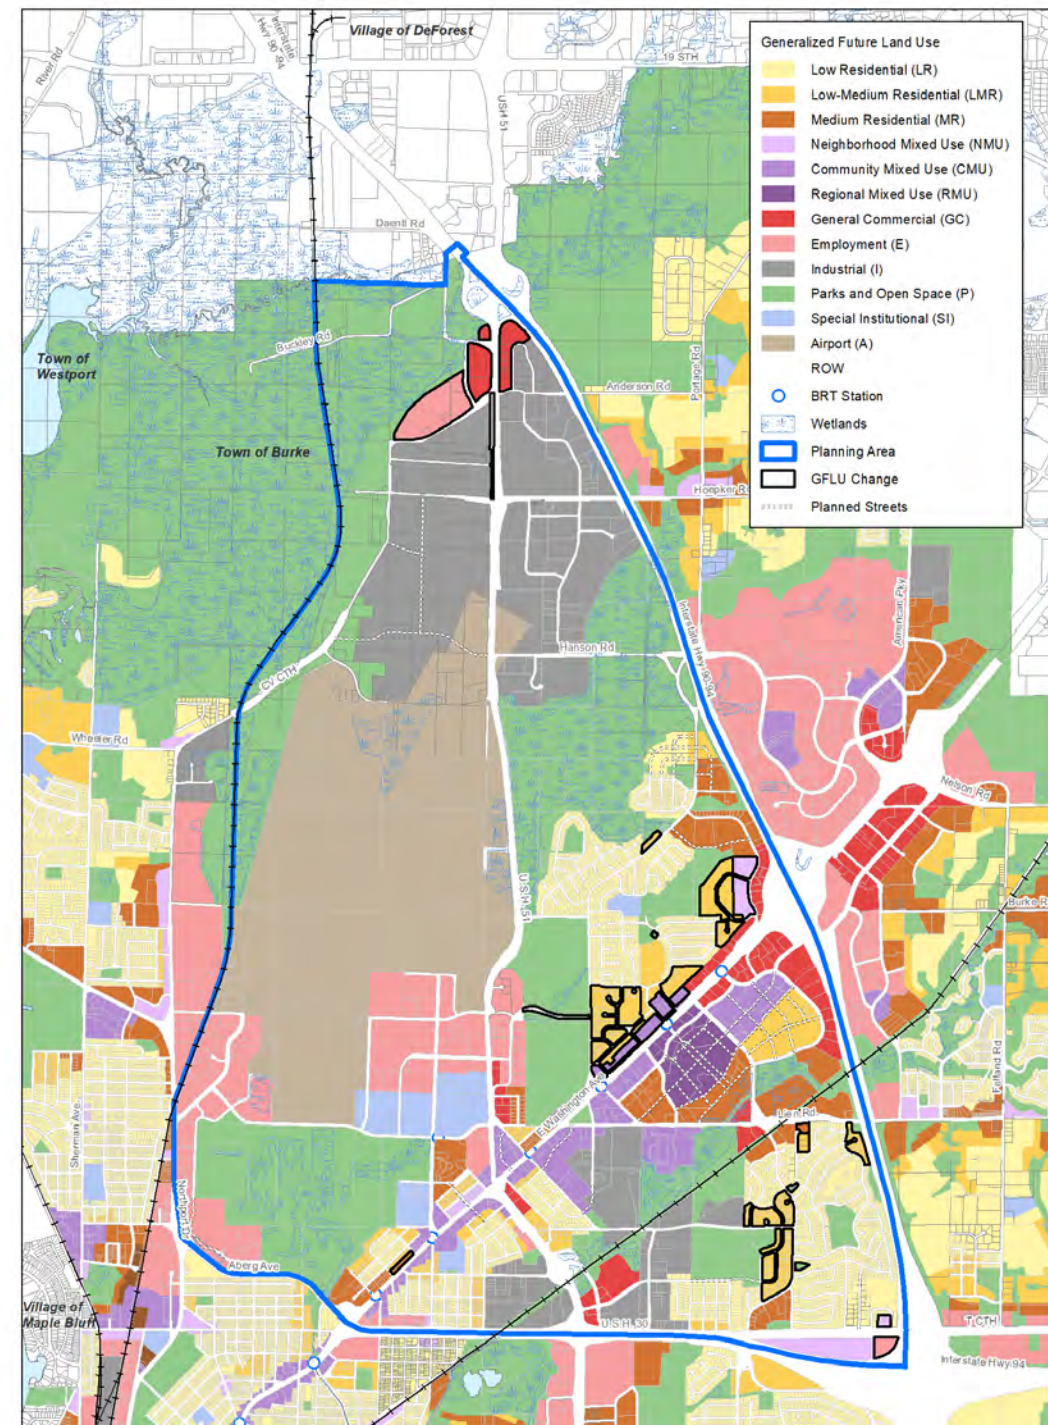 Village of DeForest
River Rd
Interstate
Hwy 90-94
19 STH
USH 51
Daentl Rd
Generalized Future Land Use
Low Residential (LR)
Low-Medium Residential (LMR)
Medium Residential (MR)
Neighborhood Mixed Use (NMU)
Community Mixed Use (CMU)
Regional Mixed Use (RMU)
General Commercial (GC)
Employment (E)
Industrial (I)
Parks and Open Space (P)
Special Institutional (SI)
Airport (A)
ROW
BRT Station
Wetlands
Planning Area
GFLU Change
Planned Streets
Buckley Rd
Town of
Westport
Portage Rd
Anderson Rd
Town of Burke
Hoepker Rd
American Pky
Interstate Hwy 90-94
Hanson Rd
CV CTH
Wheeler Rd
Nelson Rd
U S H 51
Burke R
Felland Rd
E Washington Ave
Lien Rd
Sherman Ave
Northport Dr
Aberg Ave
Village of
Maple Bluff
U S H 30
T CTH
Interstate Hwy 94